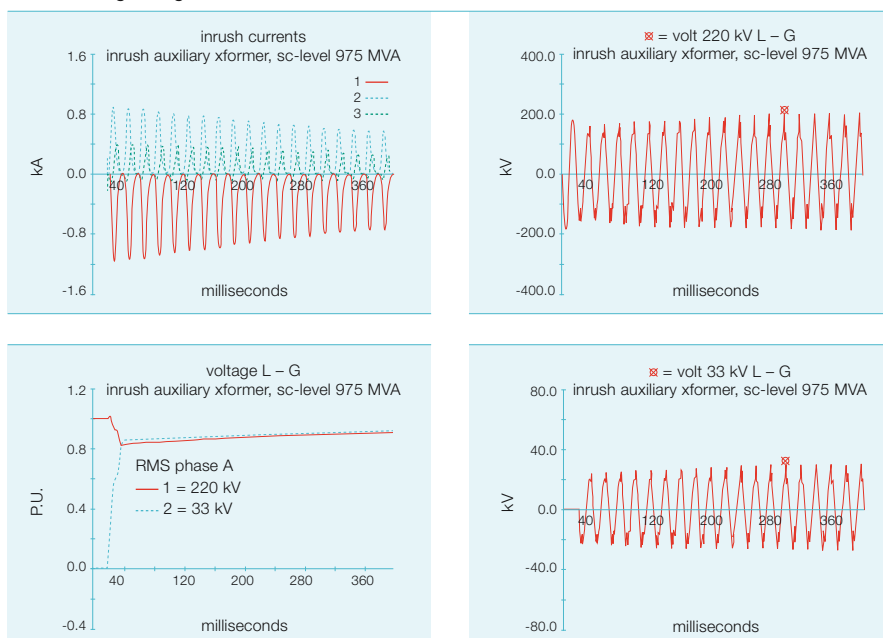 inrush currents
inrush auxiliary xformer, sc-level 975 MVA
1.6
0.8
0.0
-0.8
-1.6
kA
1
2
3
40 120 200 280 360
milliseconds
= volt 220 kV L – G
inrush auxiliary xformer, sc-level 975 MVA
400.0
200.0
0.0
-200.0
-400.0
kV
40 120 200 280 360
milliseconds
voltage L – G
inrush auxiliary xformer, sc-level 975 MVA
1.2
0.8
0.4
0.0
-0.4
P.U.
RMS phase A
1 = 220 kV
2 = 33 kV
40 120 200 280 360
milliseconds
= volt 33 kV L – G
inrush auxiliary xformer, sc-level 975 MVA
80.0
40.0
0.0
-40.0
-80.0
kV
40 120 200 280 360
milliseconds